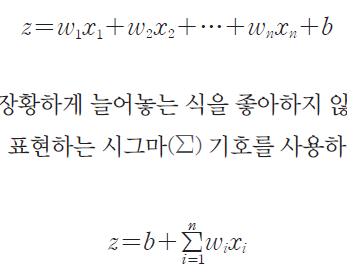 z=w₁x₁+w₂x₂+⋯+wₙxₙ+b
장황하게 늘어놓는 식을 좋아하지 않
표현하는 시그마(∑) 기호를 사용하
z=b+∑ⁿᵢ₌₁wᵢxᵢ